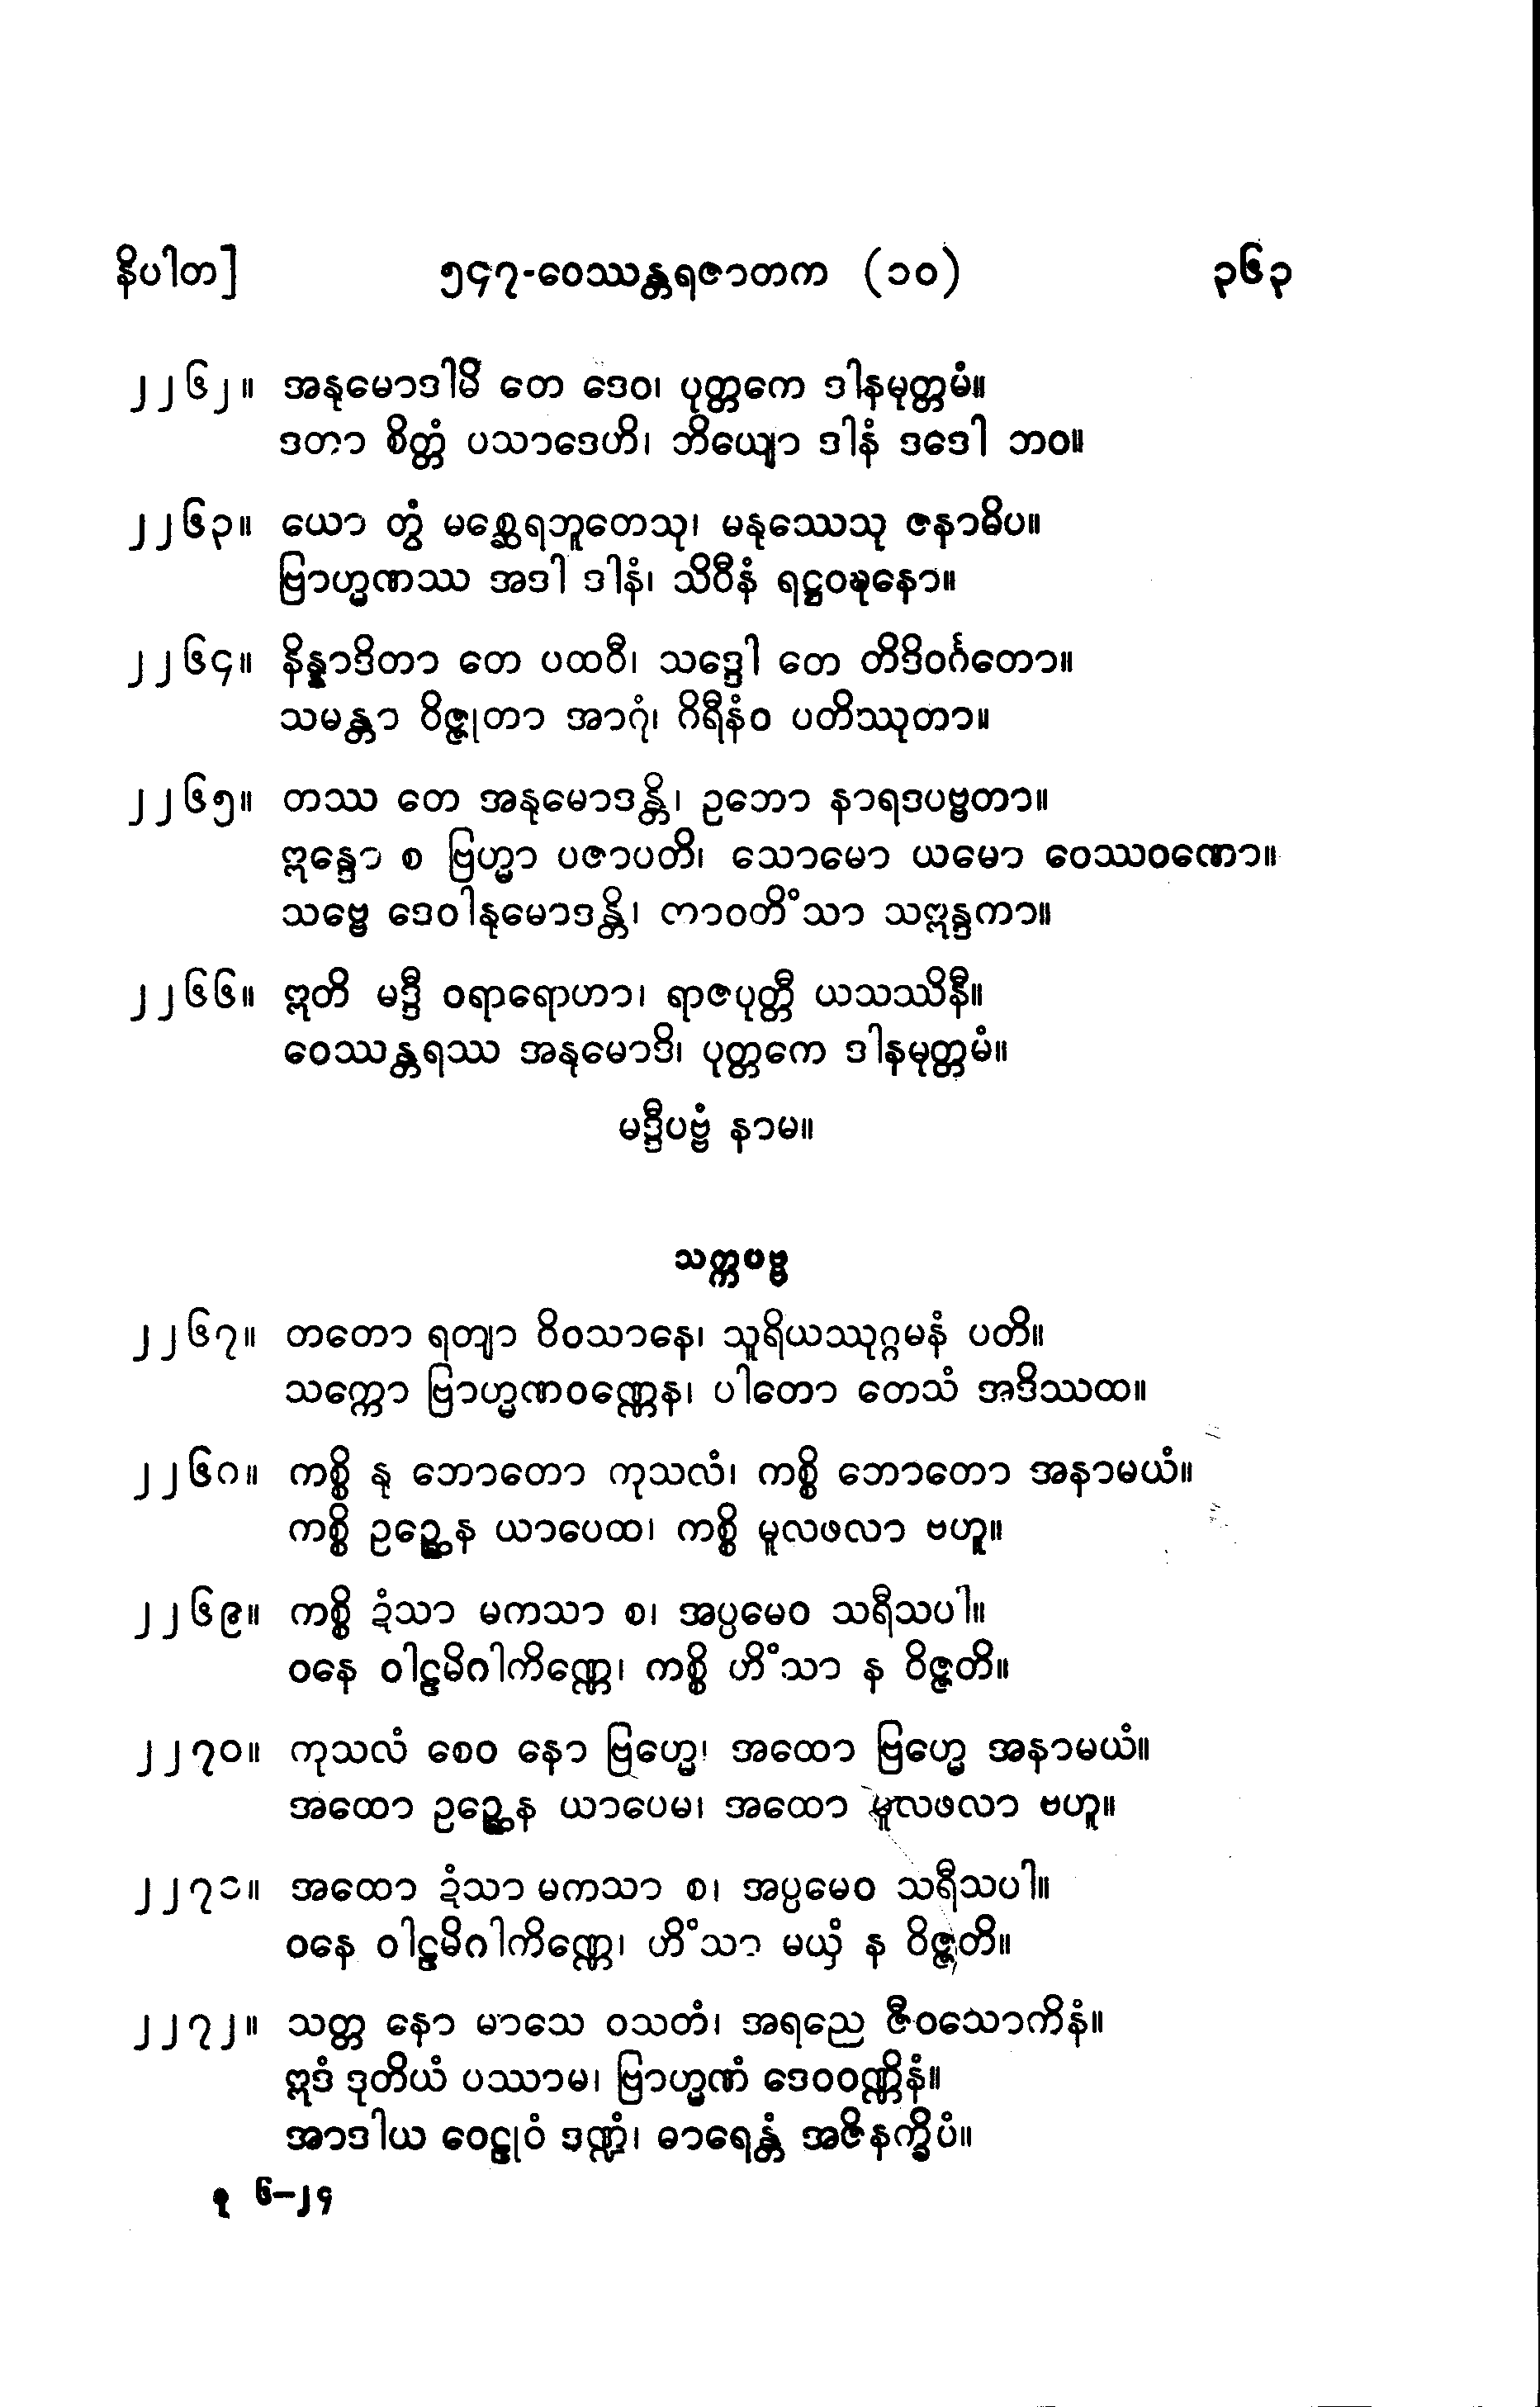 နိပါတ]	၅၄၇-ဝေဿန္တရဇာတက (၁၀)	၃၆၃
၂၂၆၂။ အနုမောဒါမိ တေ ဒေဝ၊ ပုတ္တကေ ဒါနမုတ္တမံ။
ဒတာ စိတ္တံ ပသာဒေဟိ၊ ဘိယျော ဒါနံ ဒဒေါ ဘဝ။
၂၂၆၃။ ယော တွံ မစ္ဆေရဘူတေသု၊ မနုဿေသု ဇနာဓိပ။
ဗြာဟ္မဏဿ အဒါ ဒါနံ၊ သိဝီနံ ရဋ္ဌဝဍ္ဎနော။
၂၂၆၄။ နိန္နာဒိတာ တေ ပထဝီ၊ သဒ္ဒေါ တေ တိဒိဝင်္ဂတော။
သမန္တာ ဝိဇ္ဇုတာ အာဂုံ၊ ဂိရီနံဝ ပတိဿုတာ။
၂၂၆၅။ တဿ တေ အနုမောဒန္တိ၊ ဥဘော နာရဒပဗ္ဗတာ။
ဣန္ဒော စ ဗြဟ္မာ ပဇာပတိ၊ သောမော ယမော ဝေဿဝဏော။
သဗ္ဗေ ဒေဝါနုမောဒန္တိ၊ တာဝတိံသာ သဣန္ဒကာ။
၂၂၆၆။ ဣတိ မဒ္ဒီ ဝရာရောဟာ၊ ရာဇပုတ္တီ ယသဿိနီ။
ဝေဿန္တရဿ အနုမောဒိ၊ ပုတ္တကေ ဒါနမုတ္တမံ။
မဒ္ဒီပဗ္ဗံ နာမ။
သက္ကပဗ္ဗ
၂၂၆၇။ တတော ရတျာ ဝိဝသာနေ၊ သူရိယဿုဂ္ဂမနံ ပတိ။
သက္ကော ဗြာဟ္မဏဝဏ္ဏေန၊ ပါတော တေသံ အဒိဿထ။
၂၂၆၈။ ကစ္စိ နု ဘောတော ကုသလံ၊ ကစ္စိ ဘောတော အနာမယံ။
ကစ္စိ ဥဉ္ဆေန ယာပေထ၊ ကစ္စိ မူလဖလာ ဗဟူ။
၂၂၆၉။ ကစ္စိ ဍံသာ မကသာ စ၊ အပ္ပမေဝ သရီသပါ။
ဝနေ ဝါဠမိဂါကိဏ္ဏေ၊ ကစ္စိ ဟိံသာ န ဝိဇ္ဇတိ။
၂၂၇၀။ ကုသလံ စေဝ နော ဗြဟ္မေ၊ အထော ဗြဟ္မေ အနာမယံ။
အထော ဥဉ္ဆေန ယာပေမ၊ အထော မူလဖလာ ဗဟူ။
၂၂၇၁။ အထော ဍံသာ မကသာ စ၊ အပ္ပမေဝ သရီသပါ။
ဝနေ ဝါဠမိဂါကိဏ္ဏေ၊ ဟိံသာ မယှံ န ဝိဇ္ဇတိ။
၂၂၇၂။ သတ္တ နော မာသေ ဝသတံ၊ အရညေ ဇီဝသောကိနံ။
ဣဒံ ဒုတိယံ ပဿာမ၊ ဗြာဟ္မဏံ ဒေဝဝဏ္ဏိနံ။
အာဒါယ ဝေဠုဝံ ဒဏ္ဍံ၊ ဓာရေန္တံ အဇိနက္ခိပံ။
၆-၂၄